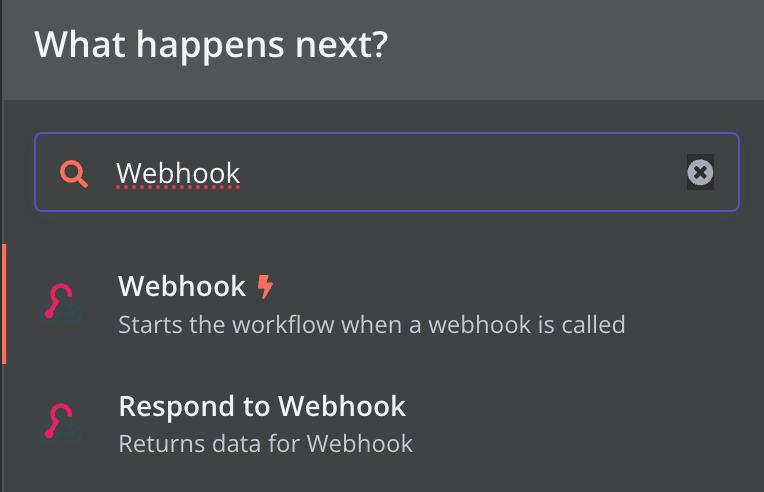 What happens next?
Webhook
Webhook
Starts the workflow when a webhook is called
Respond to Webhook
Returns data for Webhook